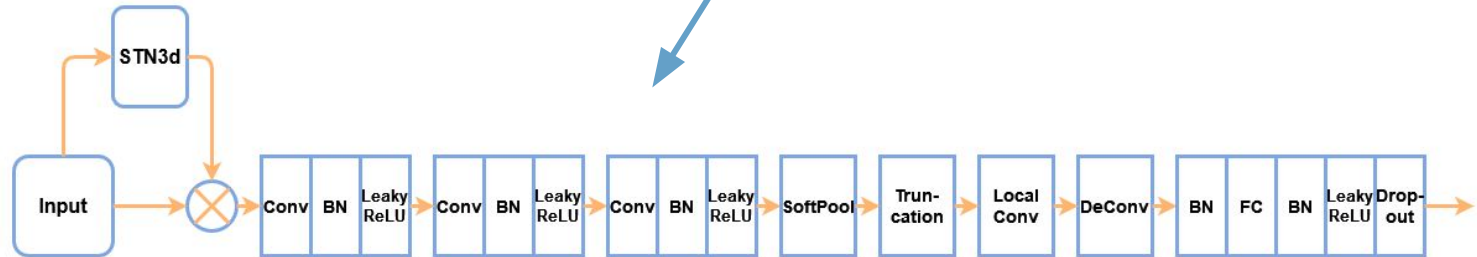 STN3d
Input
Conv BN Leaky ReLU
Conv BN Leaky ReLU
Conv BN Leaky ReLU
SoftPool
Trun-
cation
Local
Conv
DeConv
BN FC BN Leaky ReLU Drop-
out